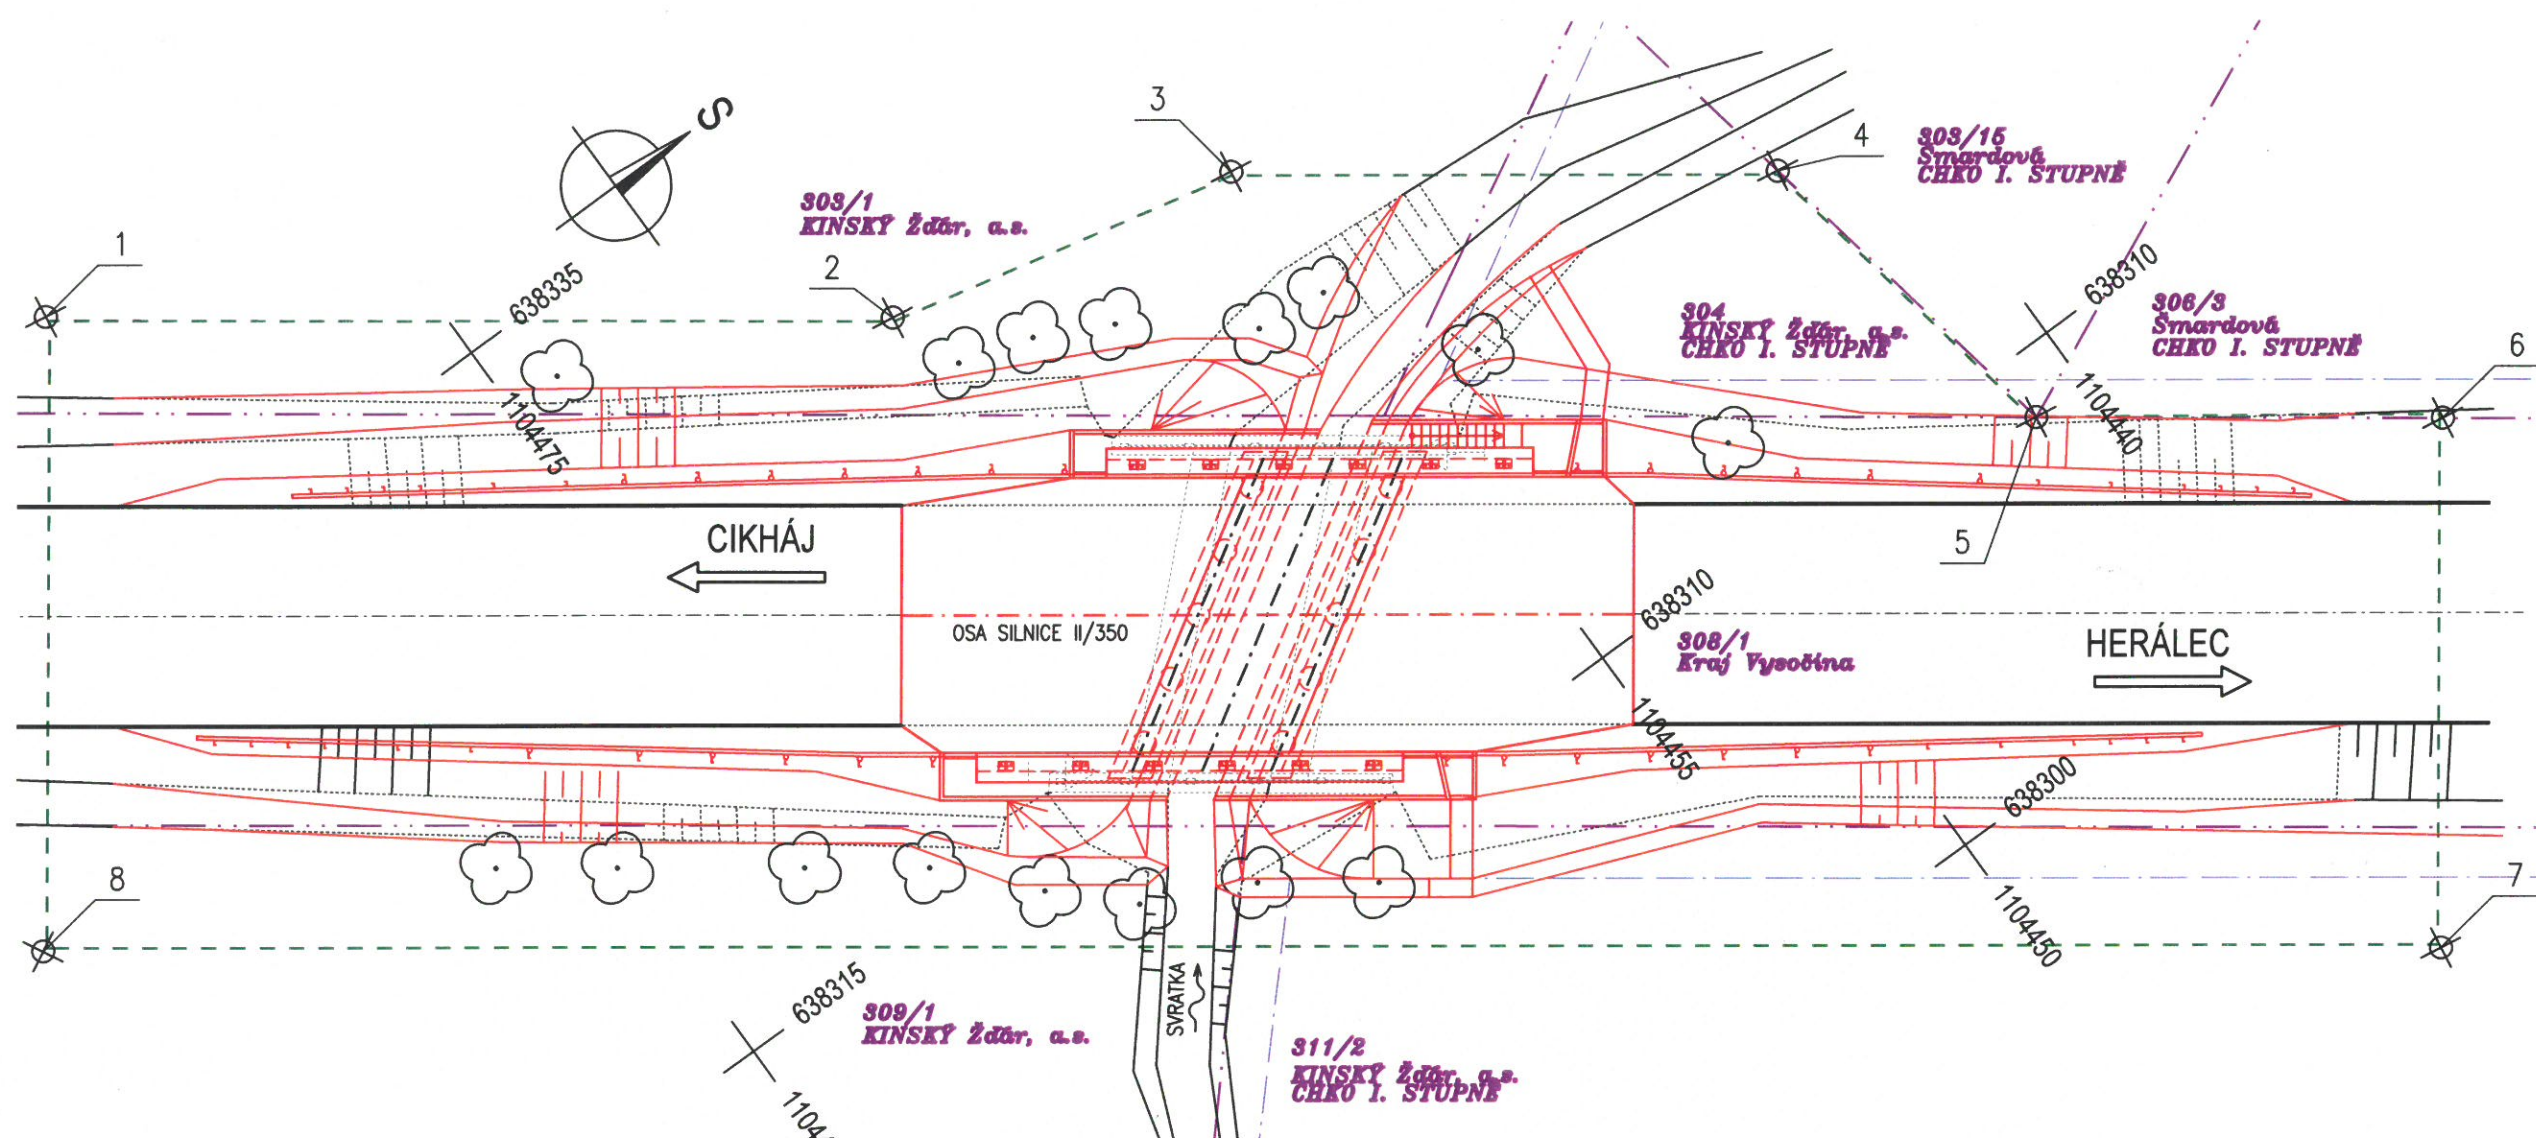 S
3
4
303/15
Šmardová
CHKO I. STUPNĚ
303/1
KINSKÝ Žďár, a.s.
1
2
638335
638310
304
KINSKÝ Žďár, a.s.
CHKO I. STUPNĚ
306/3
Šmardová
CHKO I. STUPNĚ
6
1104475
1104440
CIKHÁJ
5
638310
OSA SILNICE II/350
308/1
Kraj Vysočina
HERÁLEC
1104455
638300
8
7
1104450
SVRATKA
638315
309/1
KINSKÝ Žďár, a.s.
311/2
KINSKÝ Žďár, a.s.
CHKO I. STUPNĚ